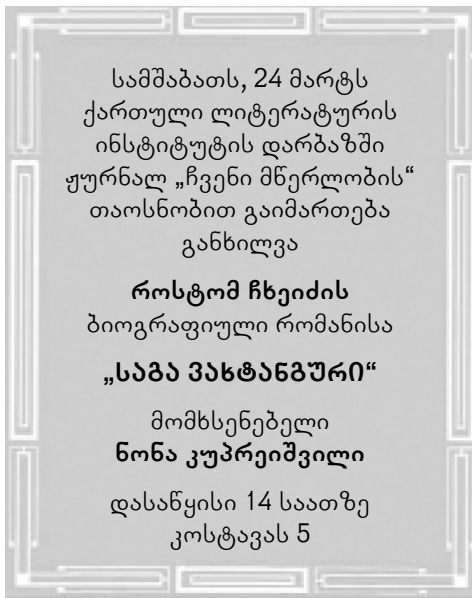 სამშაბათს, 24 მარტს
ქართული ლიტერატურის
ინსტიტუტის დარბაზში
ჟურნალ „ჩვენი მწერლობის“
თაოსნობით გაიმართება
განხილვა
როსტომ ჩხეიძის
ბიოგრაფიული რომანისა
„საგა ვახტანგური“
მომხსენებელი
ნონა კუპრეიშვილი
დასაწყისი 14 საათზე
კოსტავას 5